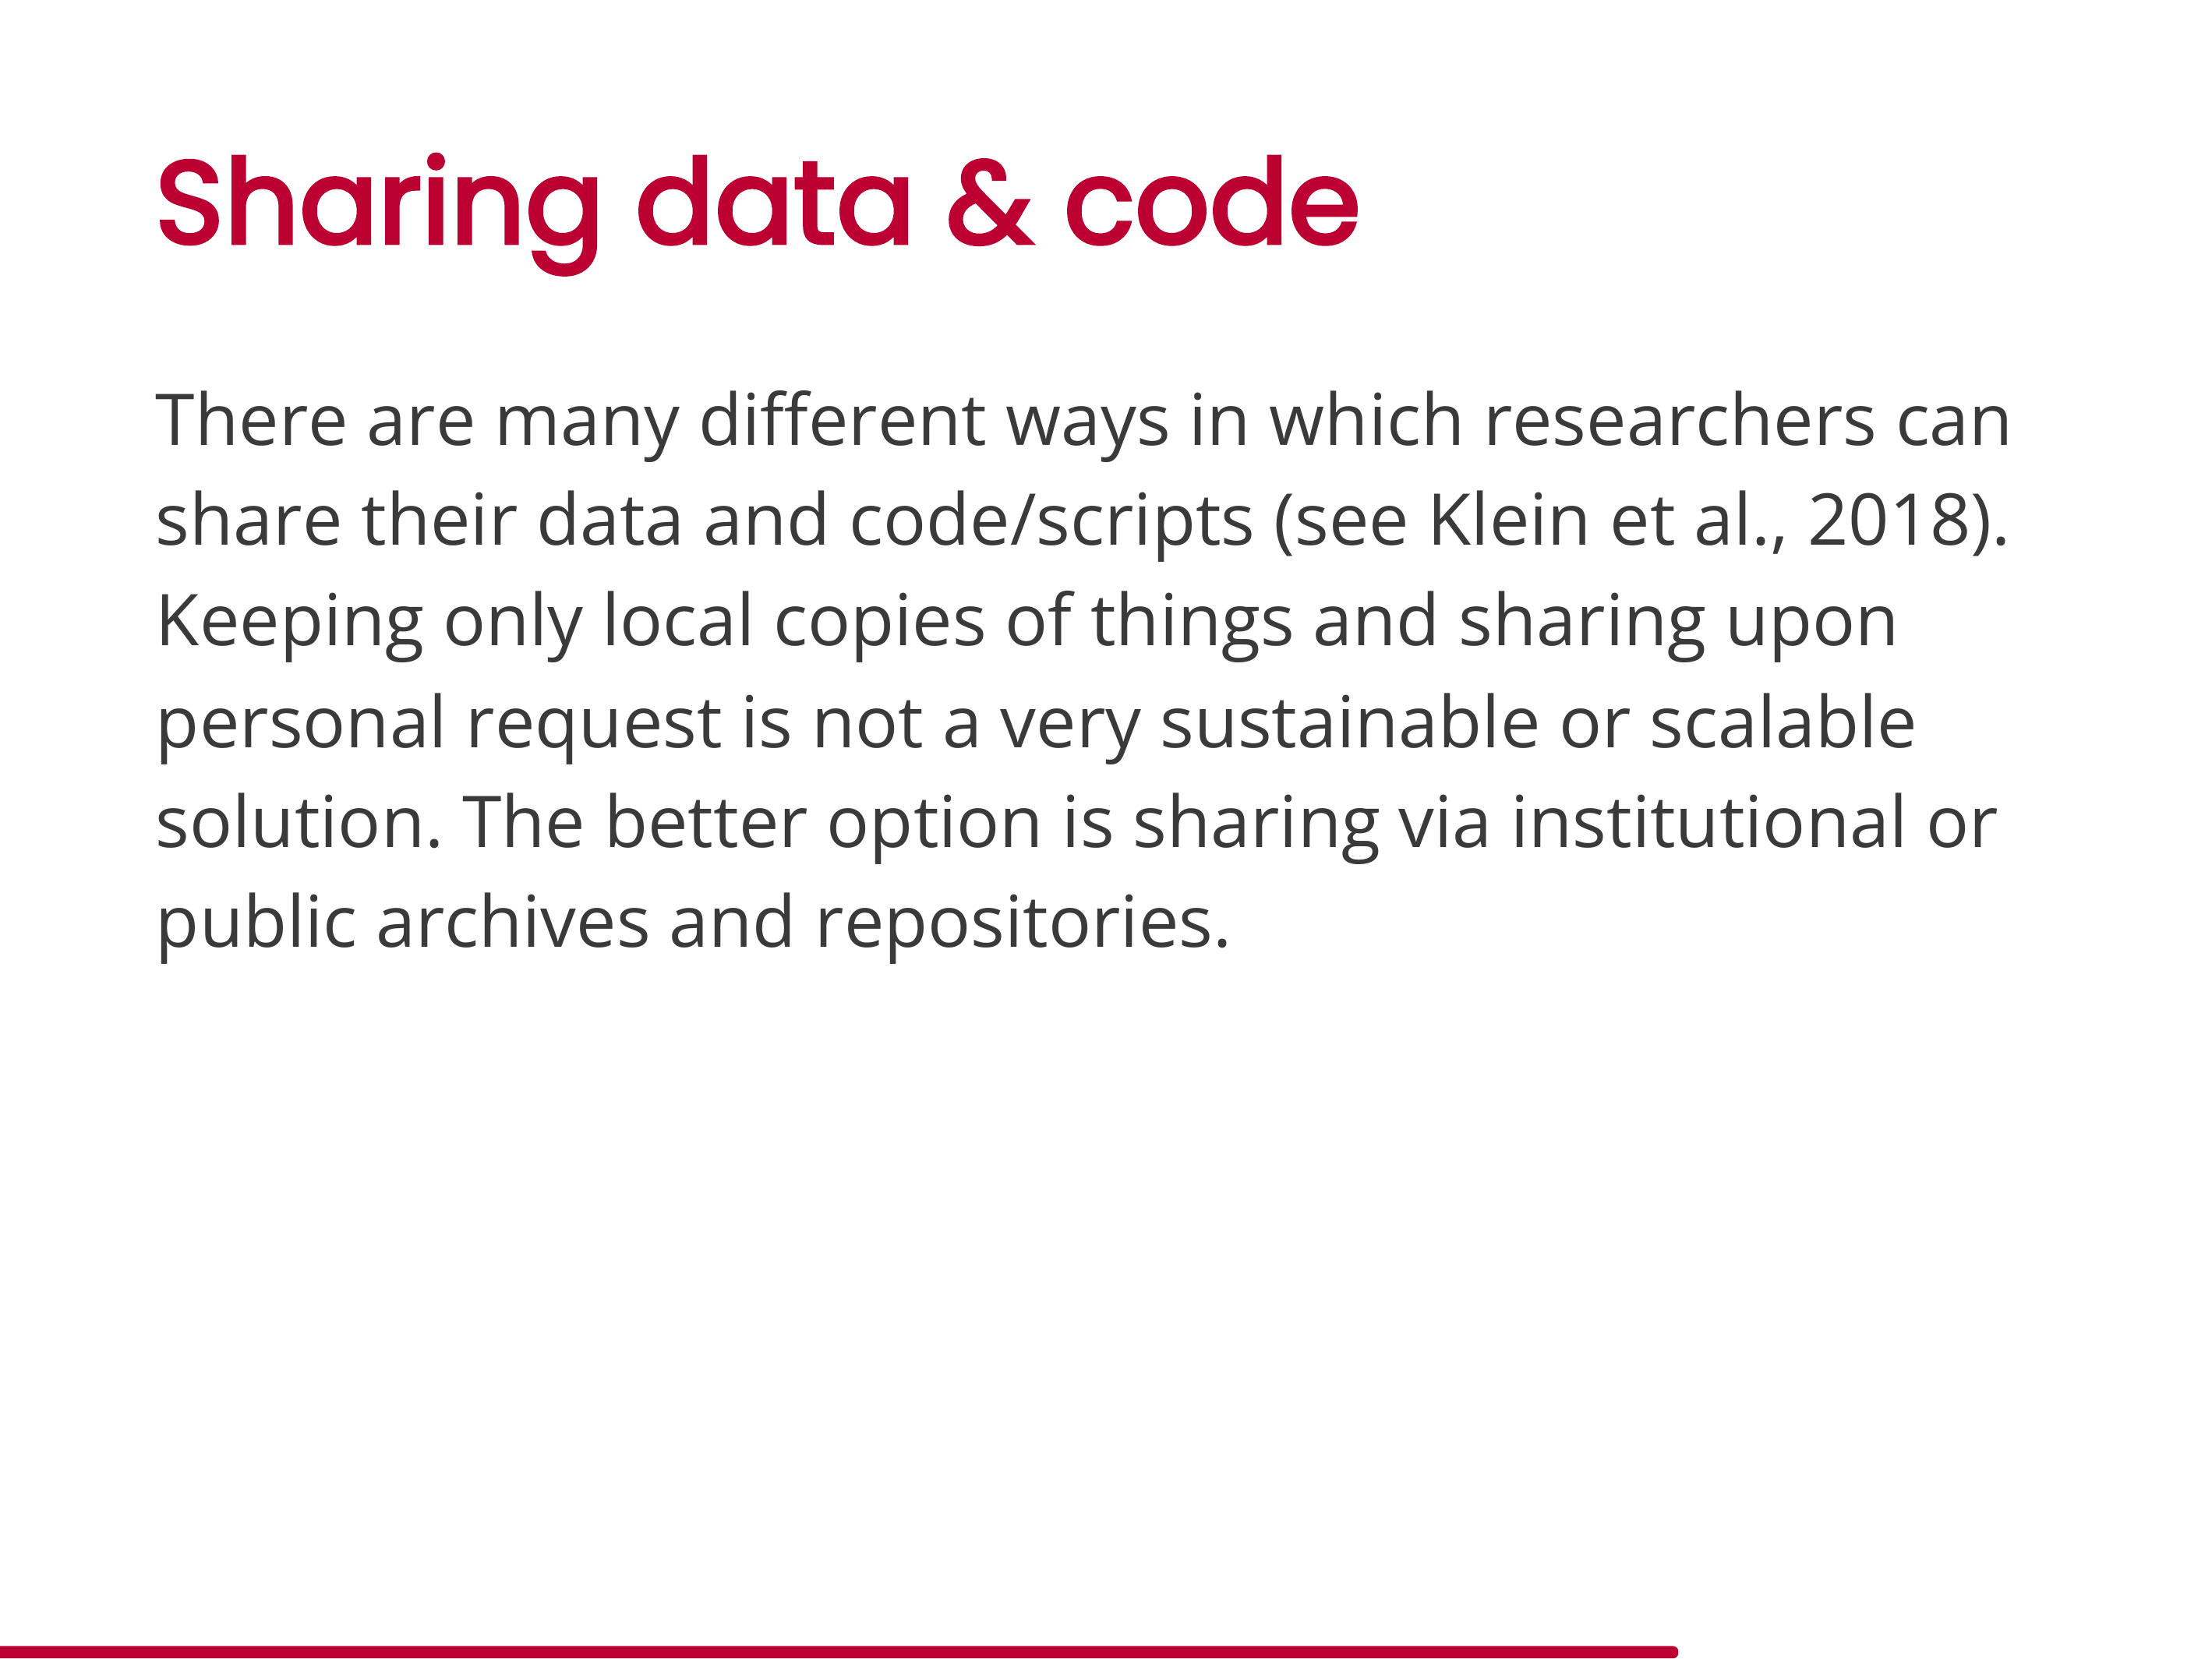 Sharing data & code
There are many different ways in which researchers can
share their data and code/scripts (see Klein et al., 2018).
Keeping only local copies of things and sharing upon
personal request is not a very sustainable or scalable
solution. The better option is sharing via institutional or
public archives and repositories.